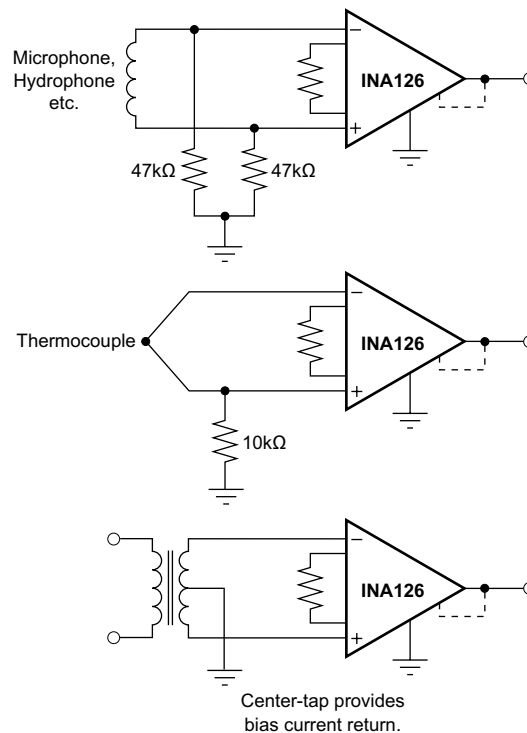 Microphone,
Hydrophone
etc.
−
INA126
+
47kΩ 47kΩ
Thermocouple
−
INA126
+
10kΩ
−
INA126
+
Center-tap provides
bias current return.